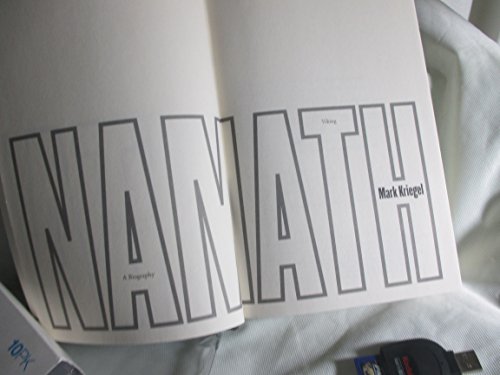 Viking
NAMATH
Mark Kriegel
A Biography
10PK